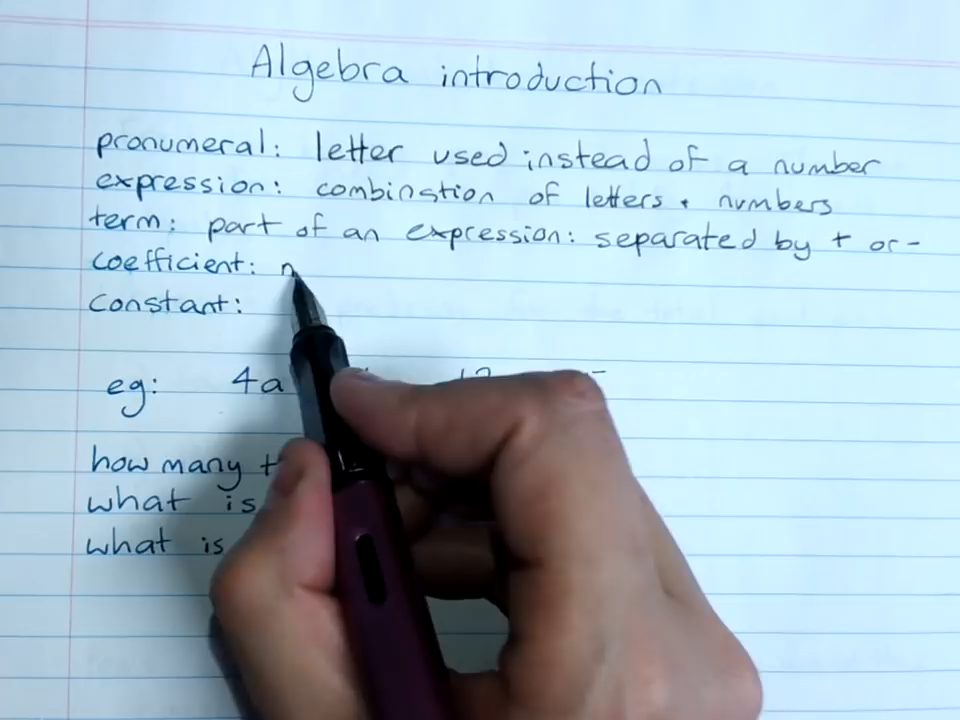 Algebra introduction
pronumeral: letter used instead of a number
expression: combinstion of letters + numbers
term: part of an expression: separated by + or -
coefficient: n
constant:
eg: 4a
how many
what is
what is